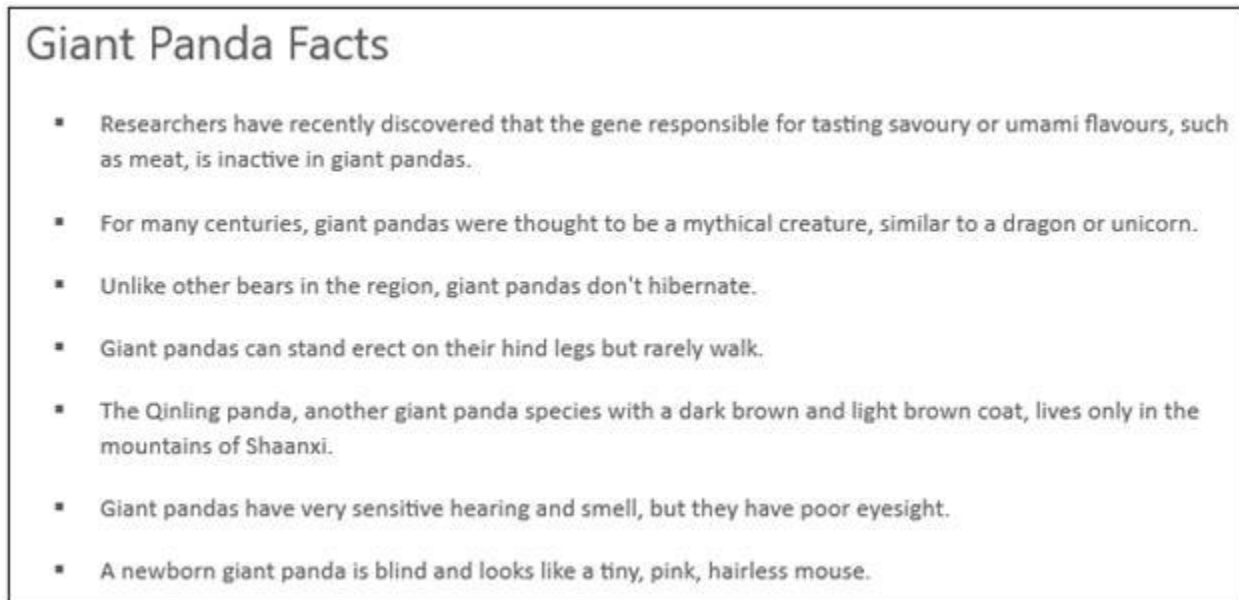 Giant Panda Facts
▪ Researchers have recently discovered that the gene responsible for tasting savoury or umami flavours, such
as meat, is inactive in giant pandas.
▪ For many centuries, giant pandas were thought to be a mythical creature, similar to a dragon or unicorn.
▪ Unlike other bears in the region, giant pandas don't hibernate.
▪ Giant pandas can stand erect on their hind legs but rarely walk.
▪ The Qinling panda, another giant panda species with a dark brown and light brown coat, lives only in the
mountains of Shaanxi.
▪ Giant pandas have very sensitive hearing and smell, but they have poor eyesight.
▪ A newborn giant panda is blind and looks like a tiny, pink, hairless mouse.